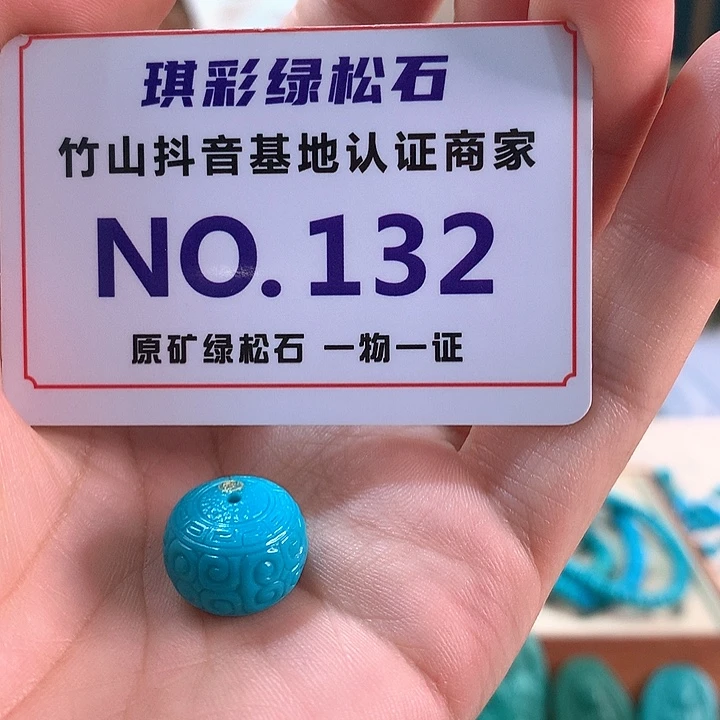 琪彩绿松石
竹山抖音基地认证商家
NO.132
原矿绿松石 一物一证